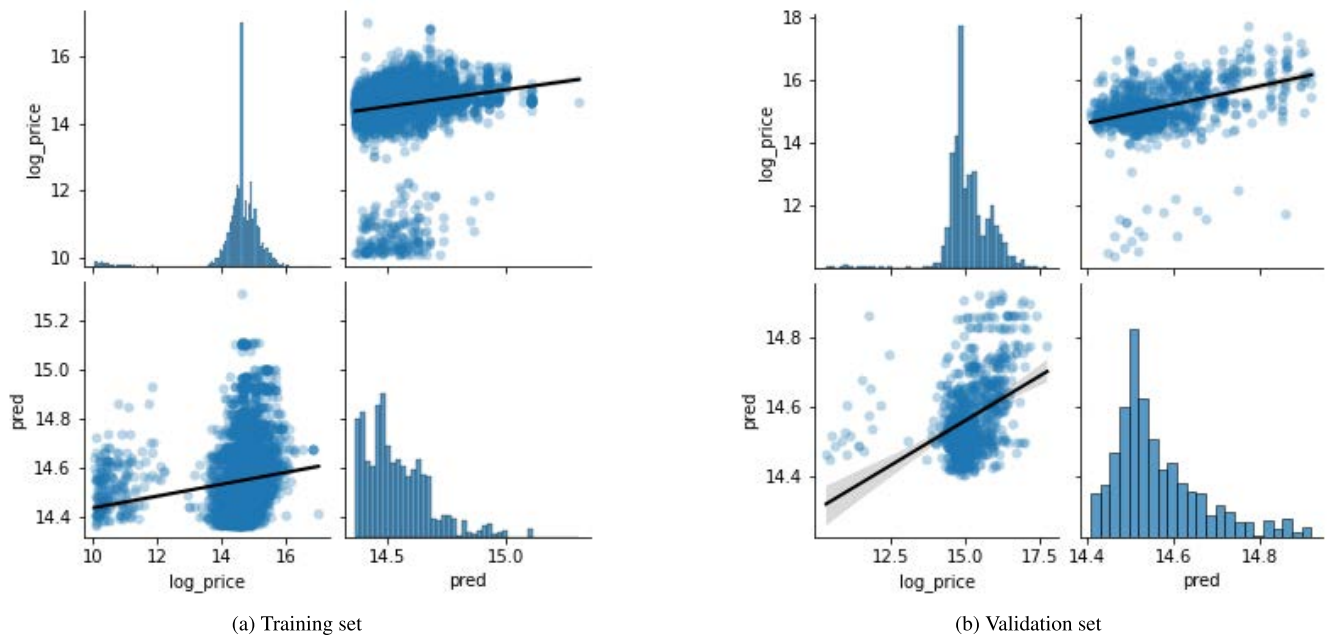 16
14
12
10
log_price
18
16
14
12
log_price
15.2
15.0
14.8
14.6
14.4
pred
10 12 14 16
log_price
14.5 15.0
pred
14.8
14.6
14.4
pred
12.5 15.0 17.5
log_price
14.4 14.6 14.8
pred
(a) Training set
(b) Validation set